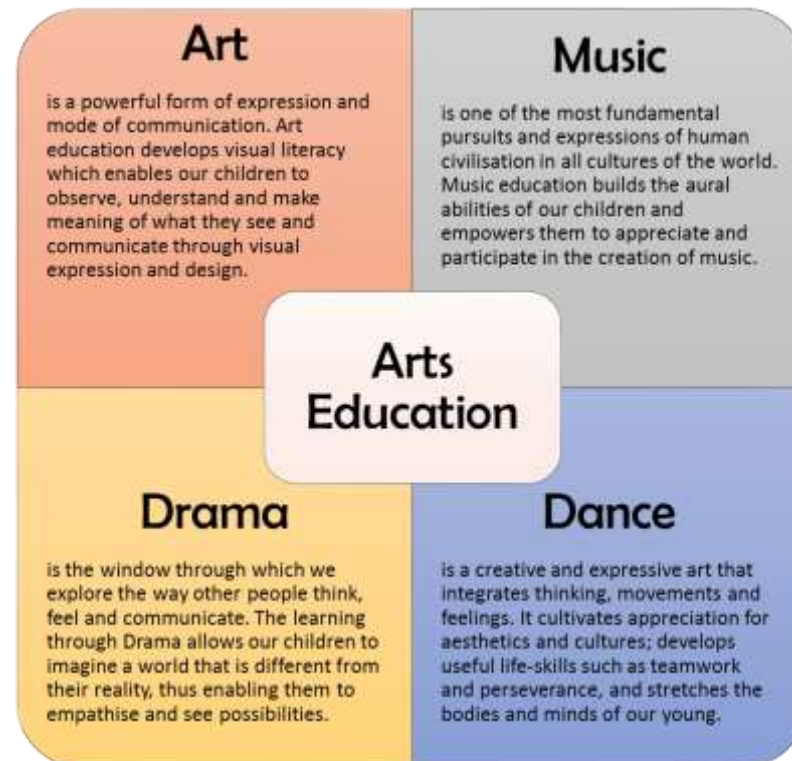 Art
is a powerful form of expression and
mode of communication. Art
education develops visual literacy
which enables our children to
observe, understand and make
meaning of what they see and
communicate through visual
expression and design.
Music
is one of the most fundamental
pursuits and expressions of human
civilisation in all cultures of the world.
Music education builds the aural
abilities of our children and
empowers them to appreciate and
participate in the creation of music.
Arts
Education
Drama
is the window through which we
explore the way other people think,
feel and communicate. The learning
through Drama allows our children to
imagine a world that is different from
their reality, thus enabling them to
empathise and see possibilities.
Dance
is a creative and expressive art that
integrates thinking, movements and
feelings. It cultivates appreciation for
aesthetics and cultures; develops
useful life-skills such as teamwork
and perseverance, and stretches the
bodies and minds of our young.